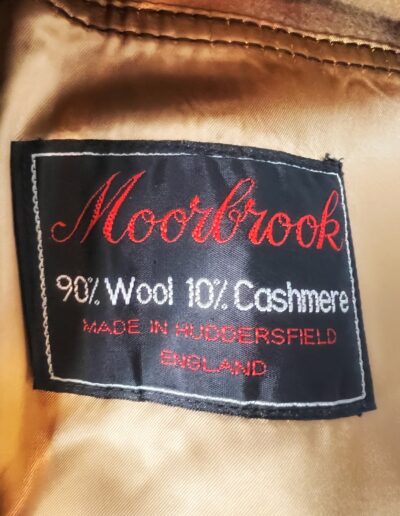 Moorbrook
90% Wool 10% Cashmere
MADE IN HUDDERSFIELD
ENGLAND